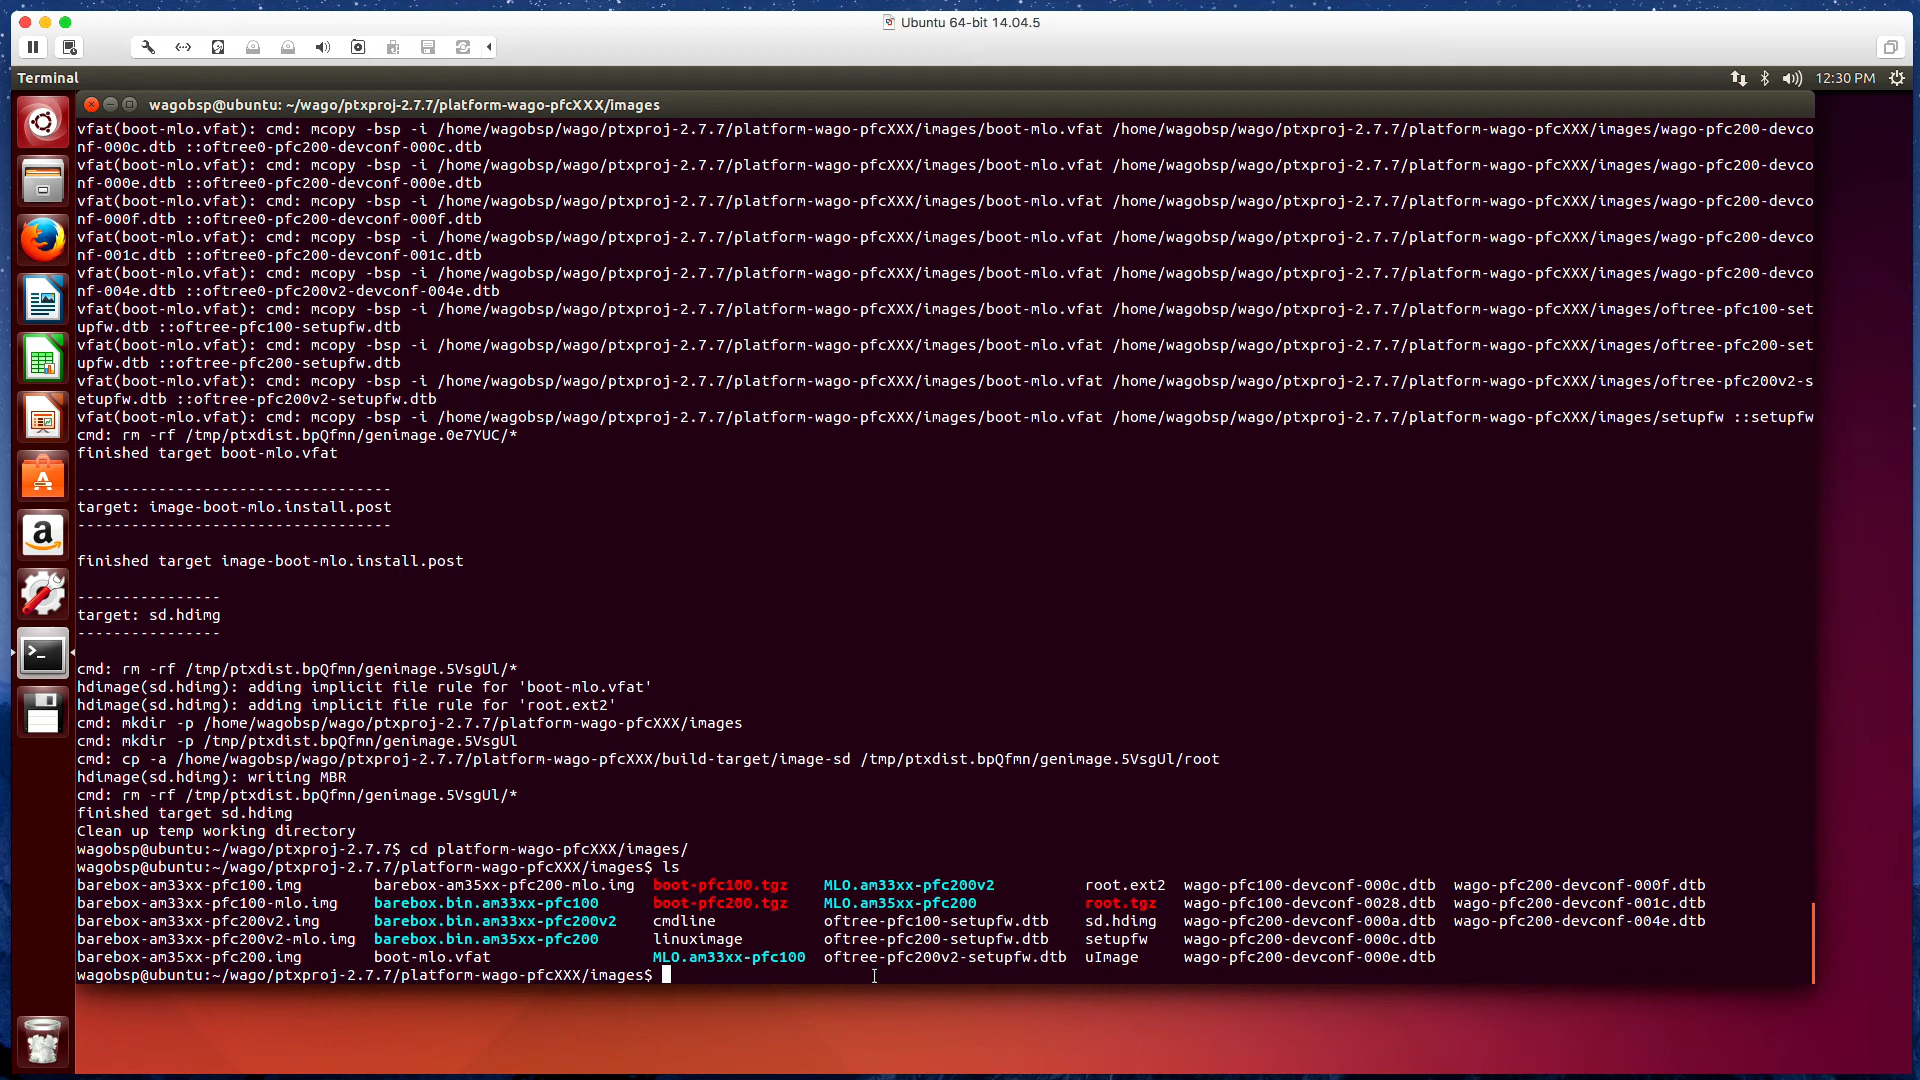 Ubuntu 64-bit 14.04.5
Terminal
12:30 PM
wagobsp@ubuntu: ~/wago/ptxproj-2.7.7/platform-wago-pfcXXX/images
vfat(boot-mlo.vfat): cmd: mcopy -bsp -i /home/wagobsp/wago/ptxproj-2.7.7/platform-wago-pfcXXX/images/boot-mlo.vfat /home/wagobsp/wago/ptxproj-2.7.7/platform-wago-pfcXXX/images/wago-pfc200-devco
nf-000c.dtb ::oftree0-pfc200-devconf-000c.dtb
vfat(boot-mlo.vfat): cmd: mcopy -bsp -i /home/wagobsp/wago/ptxproj-2.7.7/platform-wago-pfcXXX/images/boot-mlo.vfat /home/wagobsp/wago/ptxproj-2.7.7/platform-wago-pfcXXX/images/wago-pfc200-devco
nf-000e.dtb ::oftree0-pfc200-devconf-000e.dtb
vfat(boot-mlo.vfat): cmd: mcopy -bsp -i /home/wagobsp/wago/ptxproj-2.7.7/platform-wago-pfcXXX/images/boot-mlo.vfat /home/wagobsp/wago/ptxproj-2.7.7/platform-wago-pfcXXX/images/wago-pfc200-devco
nf-000f.dtb ::oftree0-pfc200-devconf-000f.dtb
vfat(boot-mlo.vfat): cmd: mcopy -bsp -i /home/wagobsp/wago/ptxproj-2.7.7/platform-wago-pfcXXX/images/boot-mlo.vfat /home/wagobsp/wago/ptxproj-2.7.7/platform-wago-pfcXXX/images/wago-pfc200-devco
nf-001c.dtb ::oftree0-pfc200-devconf-001c.dtb
vfat(boot-mlo.vfat): cmd: mcopy -bsp -i /home/wagobsp/wago/ptxproj-2.7.7/platform-wago-pfcXXX/images/boot-mlo.vfat /home/wagobsp/wago/ptxproj-2.7.7/platform-wago-pfcXXX/images/wago-pfc200-devco
nf-004e.dtb ::oftree0-pfc200v2-devconf-004e.dtb
vfat(boot-mlo.vfat): cmd: mcopy -bsp -i /home/wagobsp/wago/ptxproj-2.7.7/platform-wago-pfcXXX/images/boot-mlo.vfat /home/wagobsp/wago/ptxproj-2.7.7/platform-wago-pfcXXX/images/oftree-pfc100-set
upfw.dtb ::oftree-pfc100-setupfw.dtb
vfat(boot-mlo.vfat): cmd: mcopy -bsp -i /home/wagobsp/wago/ptxproj-2.7.7/platform-wago-pfcXXX/images/boot-mlo.vfat /home/wagobsp/wago/ptxproj-2.7.7/platform-wago-pfcXXX/images/oftree-pfc200-set
upfw.dtb ::oftree-pfc200-setupfw.dtb
vfat(boot-mlo.vfat): cmd: mcopy -bsp -i /home/wagobsp/wago/ptxproj-2.7.7/platform-wago-pfcXXX/images/boot-mlo.vfat /home/wagobsp/wago/ptxproj-2.7.7/platform-wago-pfcXXX/images/oftree-pfc200v2-s
etupfw.dtb ::oftree-pfc200v2-setupfw.dtb
vfat(boot-mlo.vfat): cmd: mcopy -bsp -i /home/wagobsp/wago/ptxproj-2.7.7/platform-wago-pfcXXX/images/boot-mlo.vfat /home/wagobsp/wago/ptxproj-2.7.7/platform-wago-pfcXXX/images/setupfw ::setupfw
cmd: rm -rf /tmp/ptxdist.bpQfmn/genimage.0e7YUC/*
finished target boot-mlo.vfat
-----------------------------------
target: image-boot-mlo.install.post
-----------------------------------
finished target image-boot-mlo.install.post
----------------
target: sd.hdimg
----------------
cmd: rm -rf /tmp/ptxdist.bpQfmn/genimage.5VsgUl/*
hdimage(sd.hdimg): adding implicit file rule for 'boot-mlo.vfat'
hdimage(sd.hdimg): adding implicit file rule for 'root.ext2'
cmd: mkdir -p /home/wagobsp/wago/ptxproj-2.7.7/platform-wago-pfcXXX/images
cmd: mkdir -p /tmp/ptxdist.bpQfmn/genimage.5VsgUl
cmd: cp -a /home/wagobsp/wago/ptxproj-2.7.7/platform-wago-pfcXXX/build-target/image-sd /tmp/ptxdist.bpQfmn/genimage.5VsgUl/root
hdimage(sd.hdimg): writing MBR
cmd: rm -rf /tmp/ptxdist.bpQfmn/genimage.5VsgUl/*
finished target sd.hdimg
Clean up temp working directory
wagobsp@ubuntu:~/wago/ptxproj-2.7.7$ cd platform-wago-pfcXXX/images/
wagobsp@ubuntu:~/wago/ptxproj-2.7.7/platform-wago-pfcXXX/images$ ls
barebox-am33xx-pfc100.img barebox-am35xx-pfc200-mlo.img boot-pfc100.tgz MLO.am33xx-pfc200v2 root.ext2 wago-pfc100-devconf-000c.dtb wago-pfc200-devconf-000f.dtb
barebox-am33xx-pfc100-mlo.img barebox.bin.am33xx-pfc100 boot-pfc200.tgz MLO.am35xx-pfc200 root.tgz wago-pfc100-devconf-0028.dtb wago-pfc200-devconf-001c.dtb
barebox-am33xx-pfc200v2.img barebox.bin.am33xx-pfc200v2 cmdline oftree-pfc100-setupfw.dtb sd.hdimg wago-pfc200-devconf-000a.dtb wago-pfc200-devconf-004e.dtb
barebox-am33xx-pfc200v2-mlo.img barebox.bin.am35xx-pfc200 linuximage oftree-pfc200-setupfw.dtb setupfw wago-pfc200-devconf-000c.dtb
barebox-am35xx-pfc200.img boot-mlo.vfat MLO.am33xx-pfc100 oftree-pfc200v2-setupfw.dtb uImage wago-pfc200-devconf-000e.dtb
wagobsp@ubuntu:~/wago/ptxproj-2.7.7/platform-wago-pfcXXX/images$